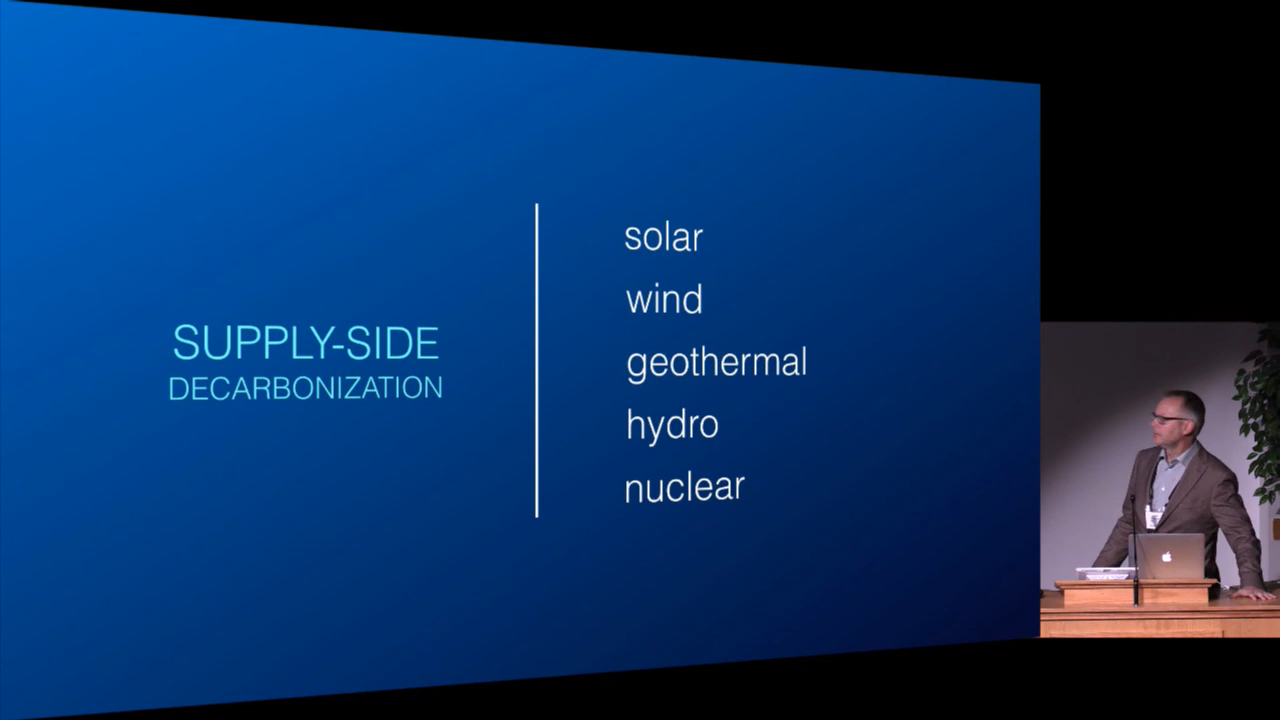 SUPPLY-SIDE
DECARBONIZATION
solar
wind
geothermal
hydro
nuclear